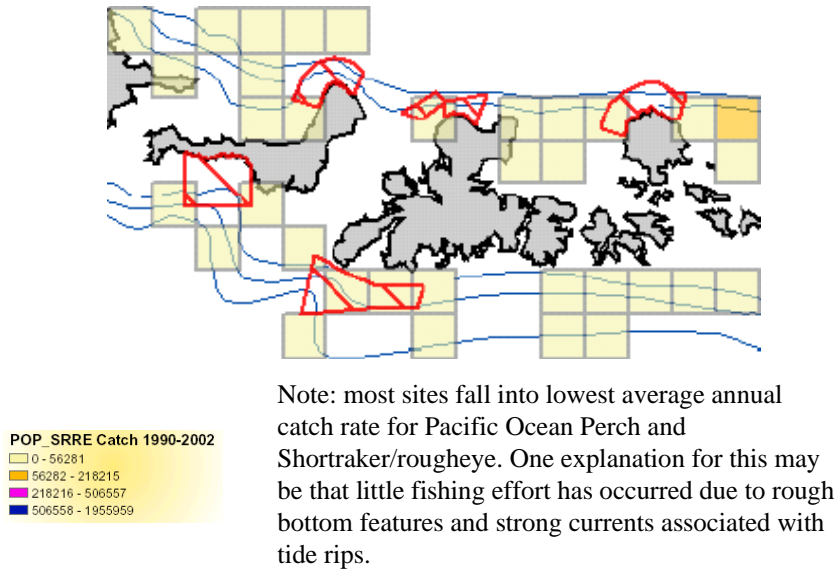 Note: most sites fall into lowest average annual
catch rate for Pacific Ocean Perch and
Shortraker/rougheye. One explanation for this may
be that little fishing effort has occurred due to rough
bottom features and strong currents associated with
tide rips.
POP_SRRE Catch 1990-2002
0 - 56281
56282 - 218215
218216 - 506557
506558 - 1955959